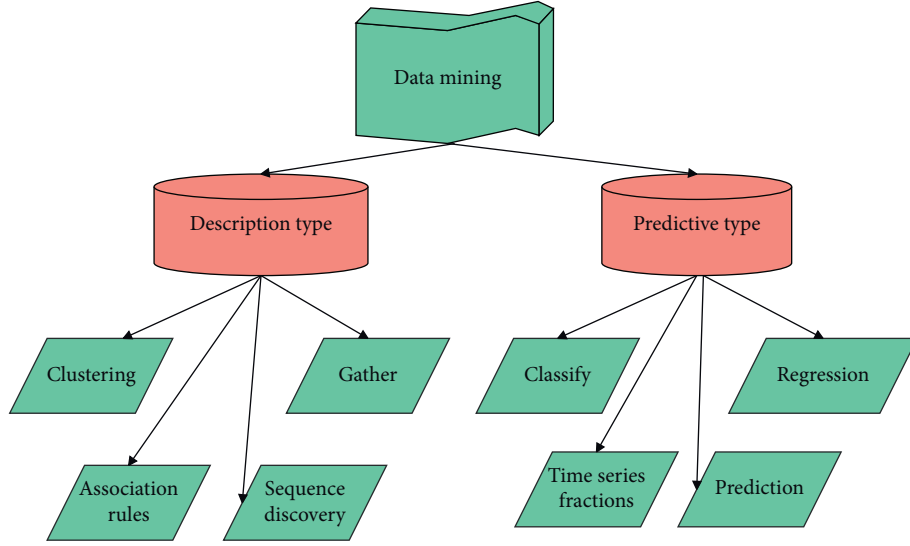 Data mining
Description type
Predictive type
Clustering
Gather
Classify
Regression
Association
rules
Sequence
discovery
Time series
fractions
Prediction